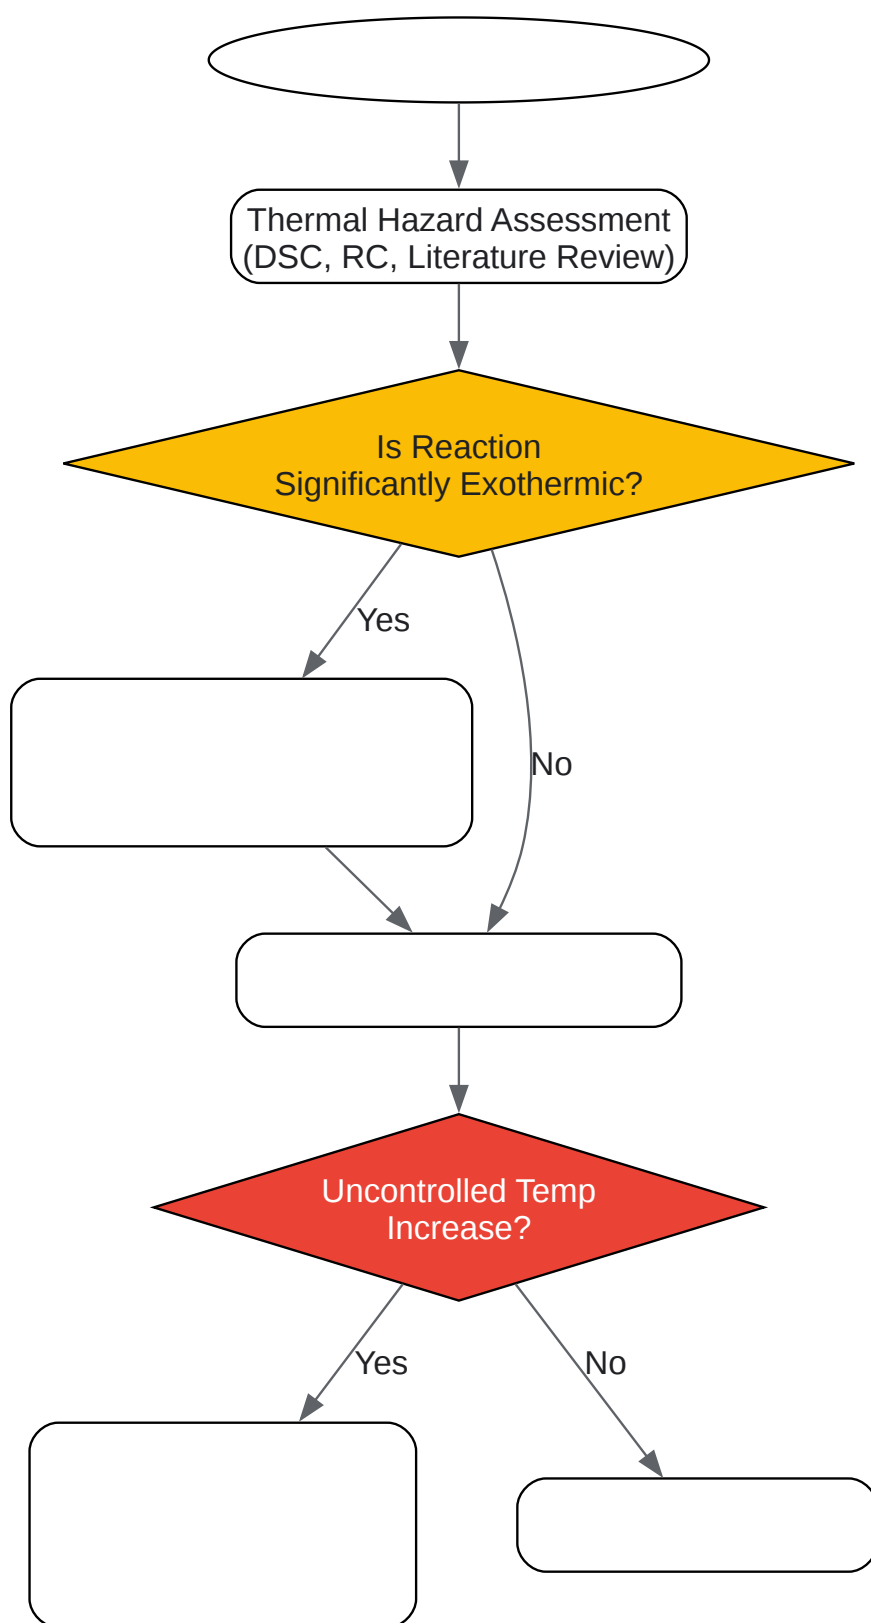 Thermal Hazard Assessment
(DSC, RC, Literature Review)
Is Reaction
Significantly Exothermic?
Yes
No
Uncontrolled Temp
Increase?
Yes
No